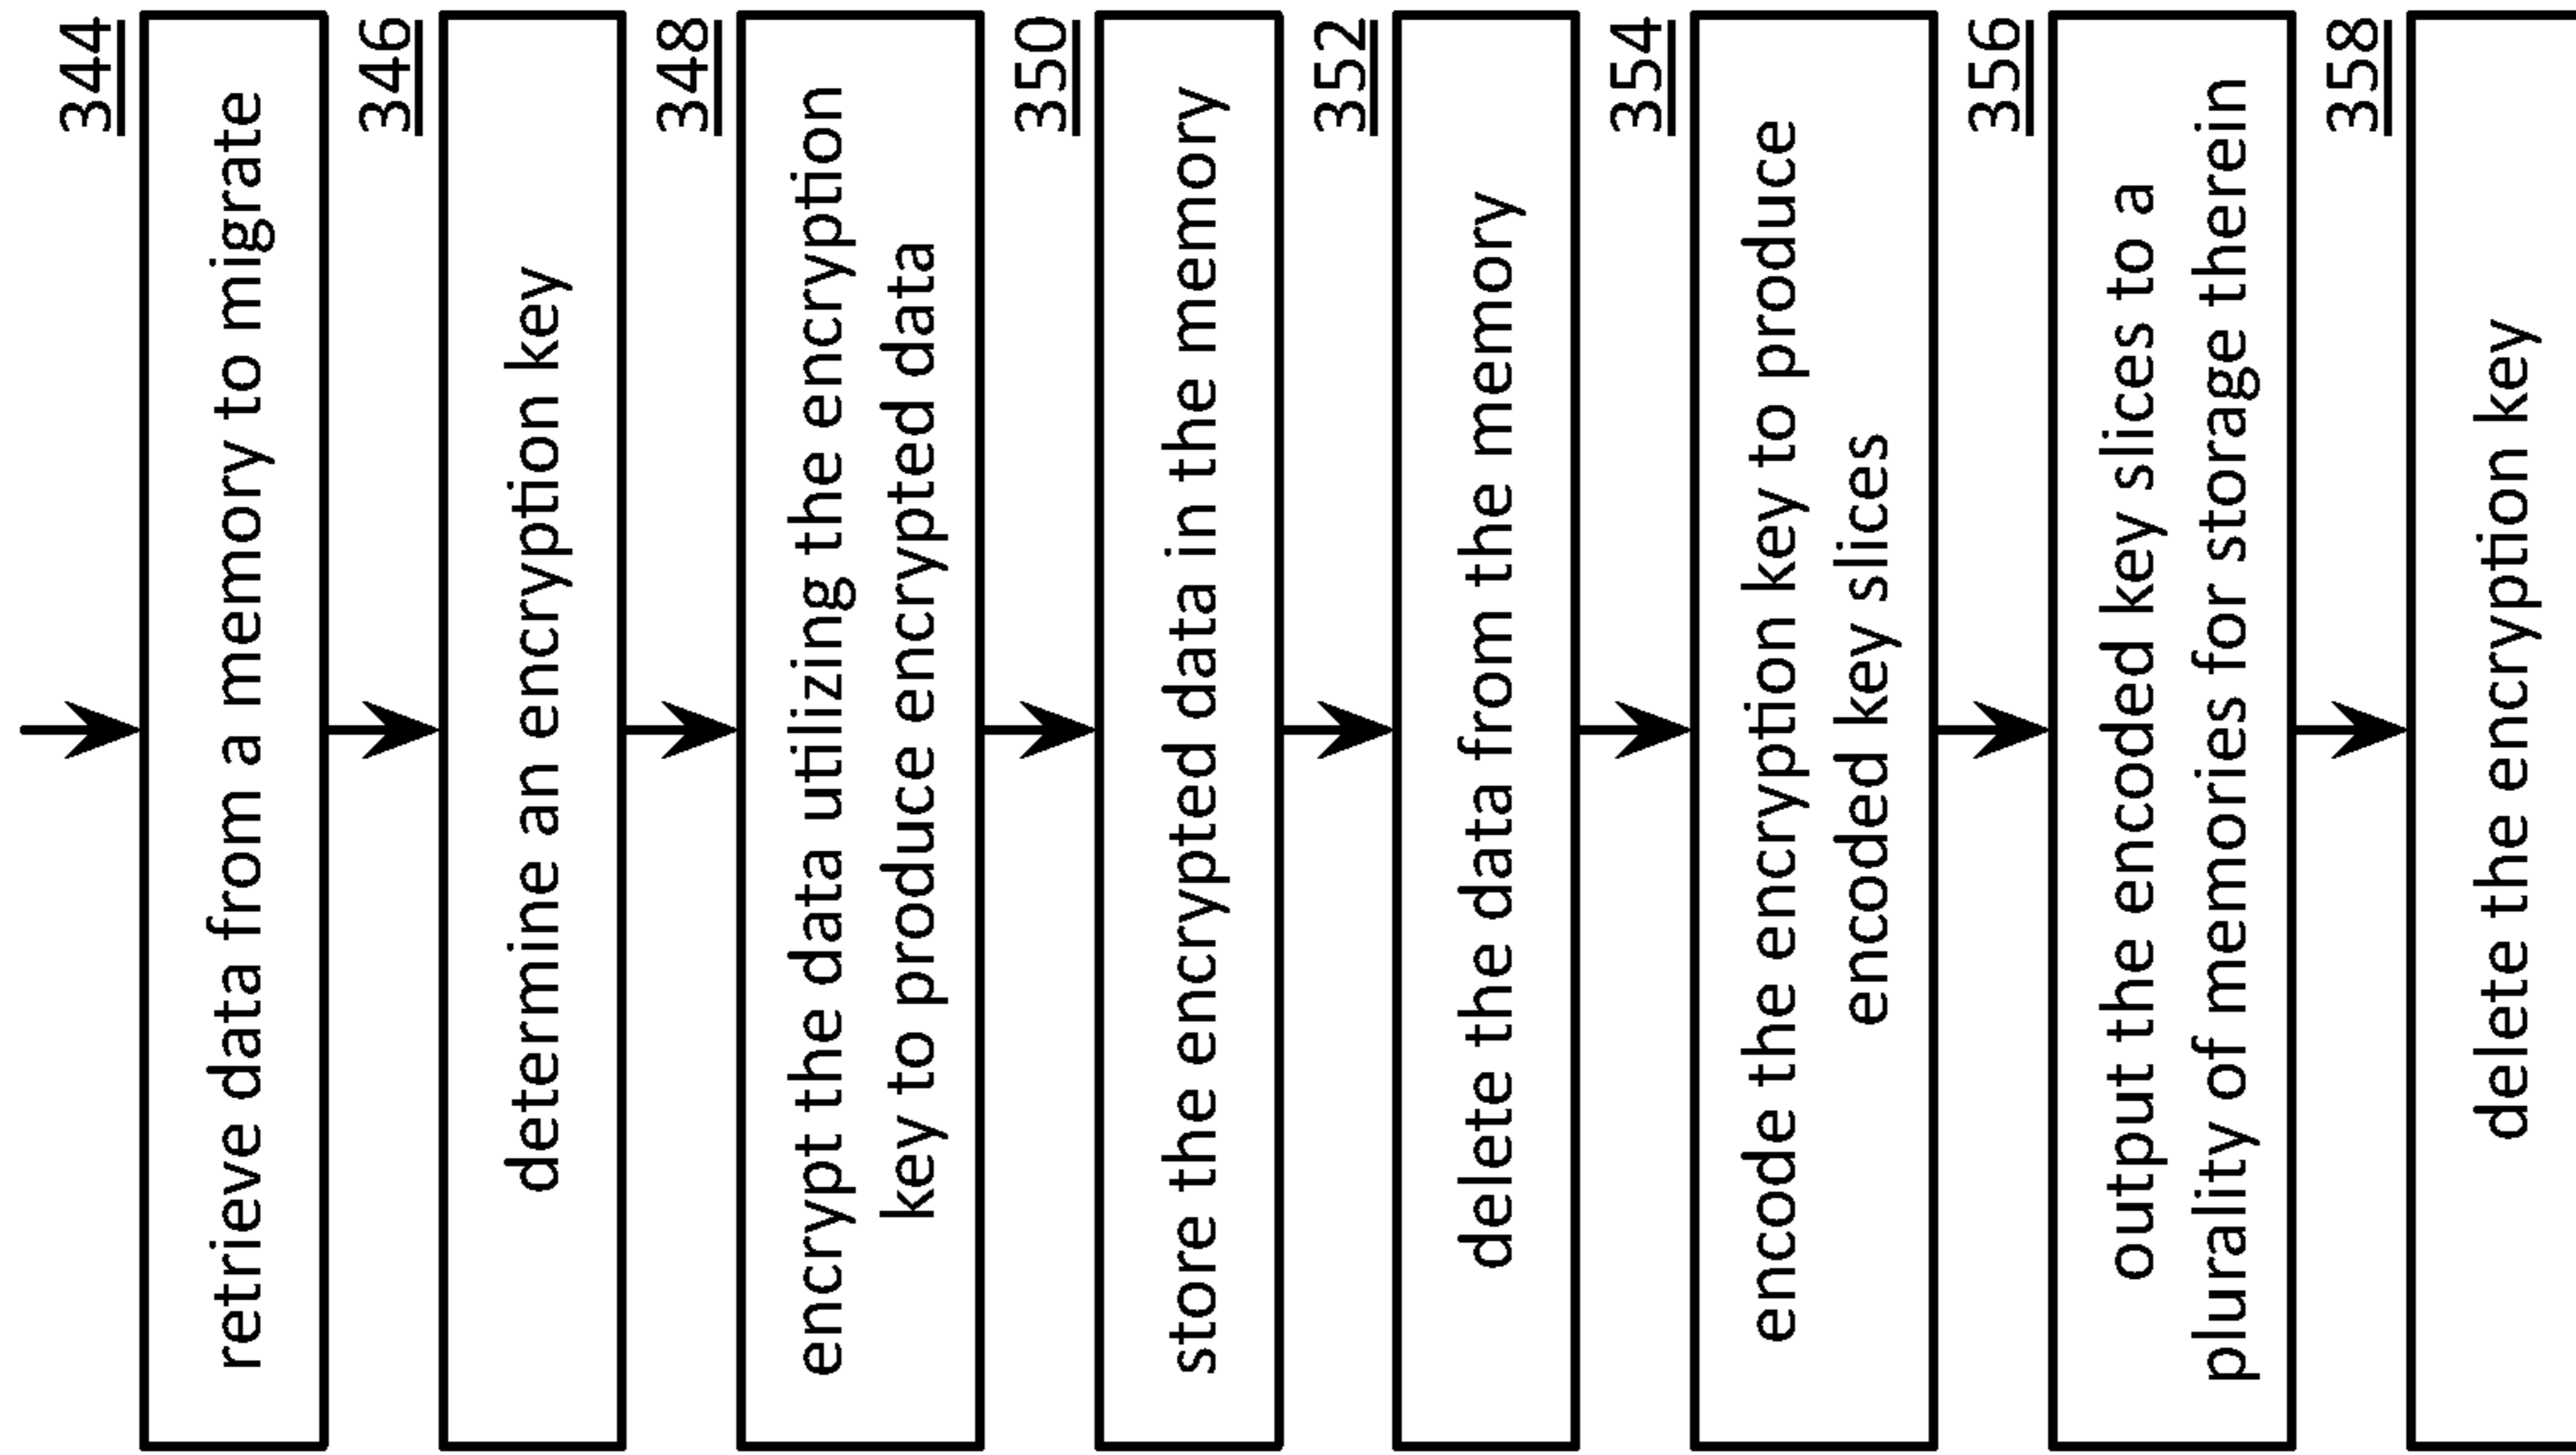 344
retrieve data from a memory to migrate
346
determine an encryption key
348
encrypt the data utilizing the encryption
key to produce encrypted data
350
store the encrypted data in the memory
352
delete the data from the memory
354
encode the encryption key to produce
encoded key slices
356
output the encoded key slices to a
plurality of memories for storage therein
358
delete the encryption key